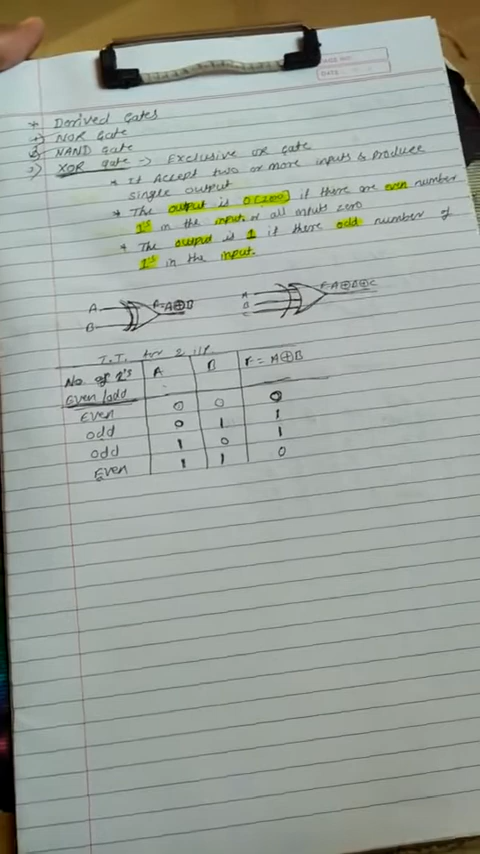 PAGE NO.
DATE
* Derived Gates
1) NOR Gate
2) NAND Gate
3) XOR gate -> Exclusive OR Gate
* It Accept two or more inputs & produce
single output
* The output is 0 (zero) if there are even number
1's in the input or all inputs zero
* The output is 1 if there odd number of
1's in the input.
A
B
F=A⊕B
A
B
C
F=A⊕B⊕C
T.T. for 2 i/p.
No. of 1's A B F = A⊕B
Even/odd
Even 0 0 0
odd 0 1 1
odd 1 0 1
Even 1 1 0